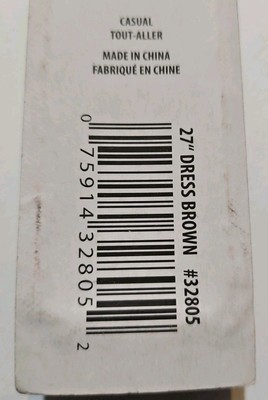 CASUAL
TOUT-ALLER
MADE IN CHINA
FABRIQUÉ EN CHINE
27" DRESS BROWN #32805
0 75914 32805 2